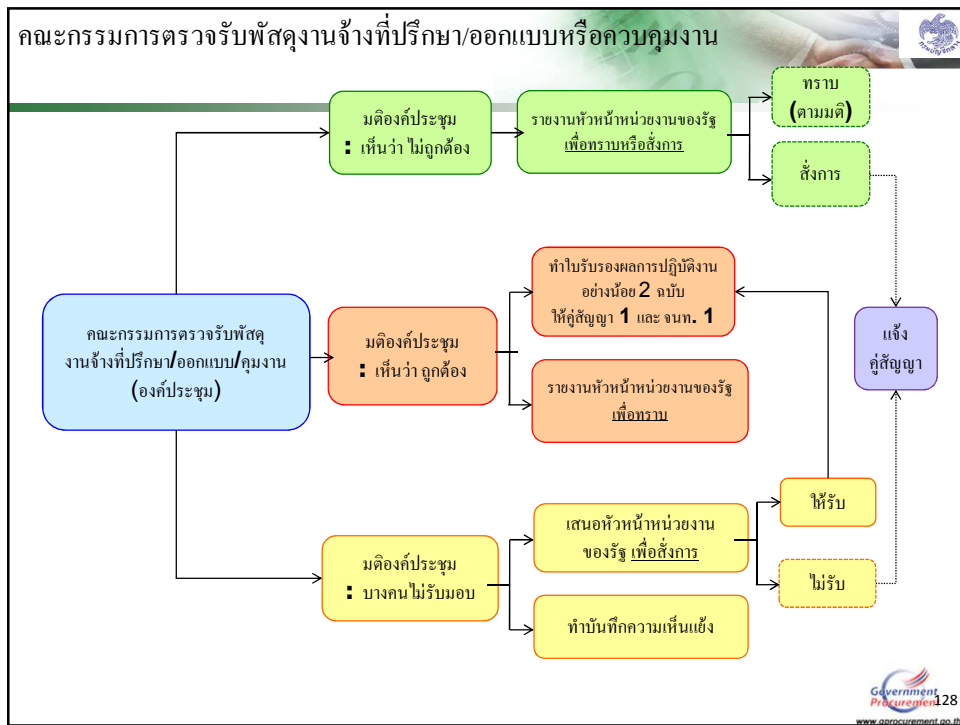 คณะกรรมการตรวจรับพัสดุงานจ้างที่ปรึกษา/ออกแบบหรือควบคุมงาน
กรมบัญชีกลาง
ทราบ
(ตามมติ)
มติองค์ประชุม
: เห็นว่า ไม่ถูกต้อง
รายงานหัวหน้าหน่วยงานของรัฐ
เพื่อทราบหรือสั่งการ
สั่งการ
ทำใบรับรองผลการปฏิบัติงาน
อย่างน้อย 2 ฉบับ
ให้คู่สัญญา 1 และ จนท. 1
คณะกรรมการตรวจรับพัสดุ
งานจ้างที่ปรึกษา/ออกแบบ/คุมงาน
(องค์ประชุม)
มติองค์ประชุม
: เห็นว่า ถูกต้อง
แจ้ง
คู่สัญญา
รายงานหัวหน้าหน่วยงานของรัฐ
เพื่อทราบ
ให้รับ
เสนอหัวหน้าหน่วยงาน
ของรัฐ เพื่อสั่งการ
มติองค์ประชุม
: บางคนไม่รับมอบ
ไม่รับ
ทำบันทึกความเห็นแย้ง
Government
Procurement
128
www.gprocurement.go.th